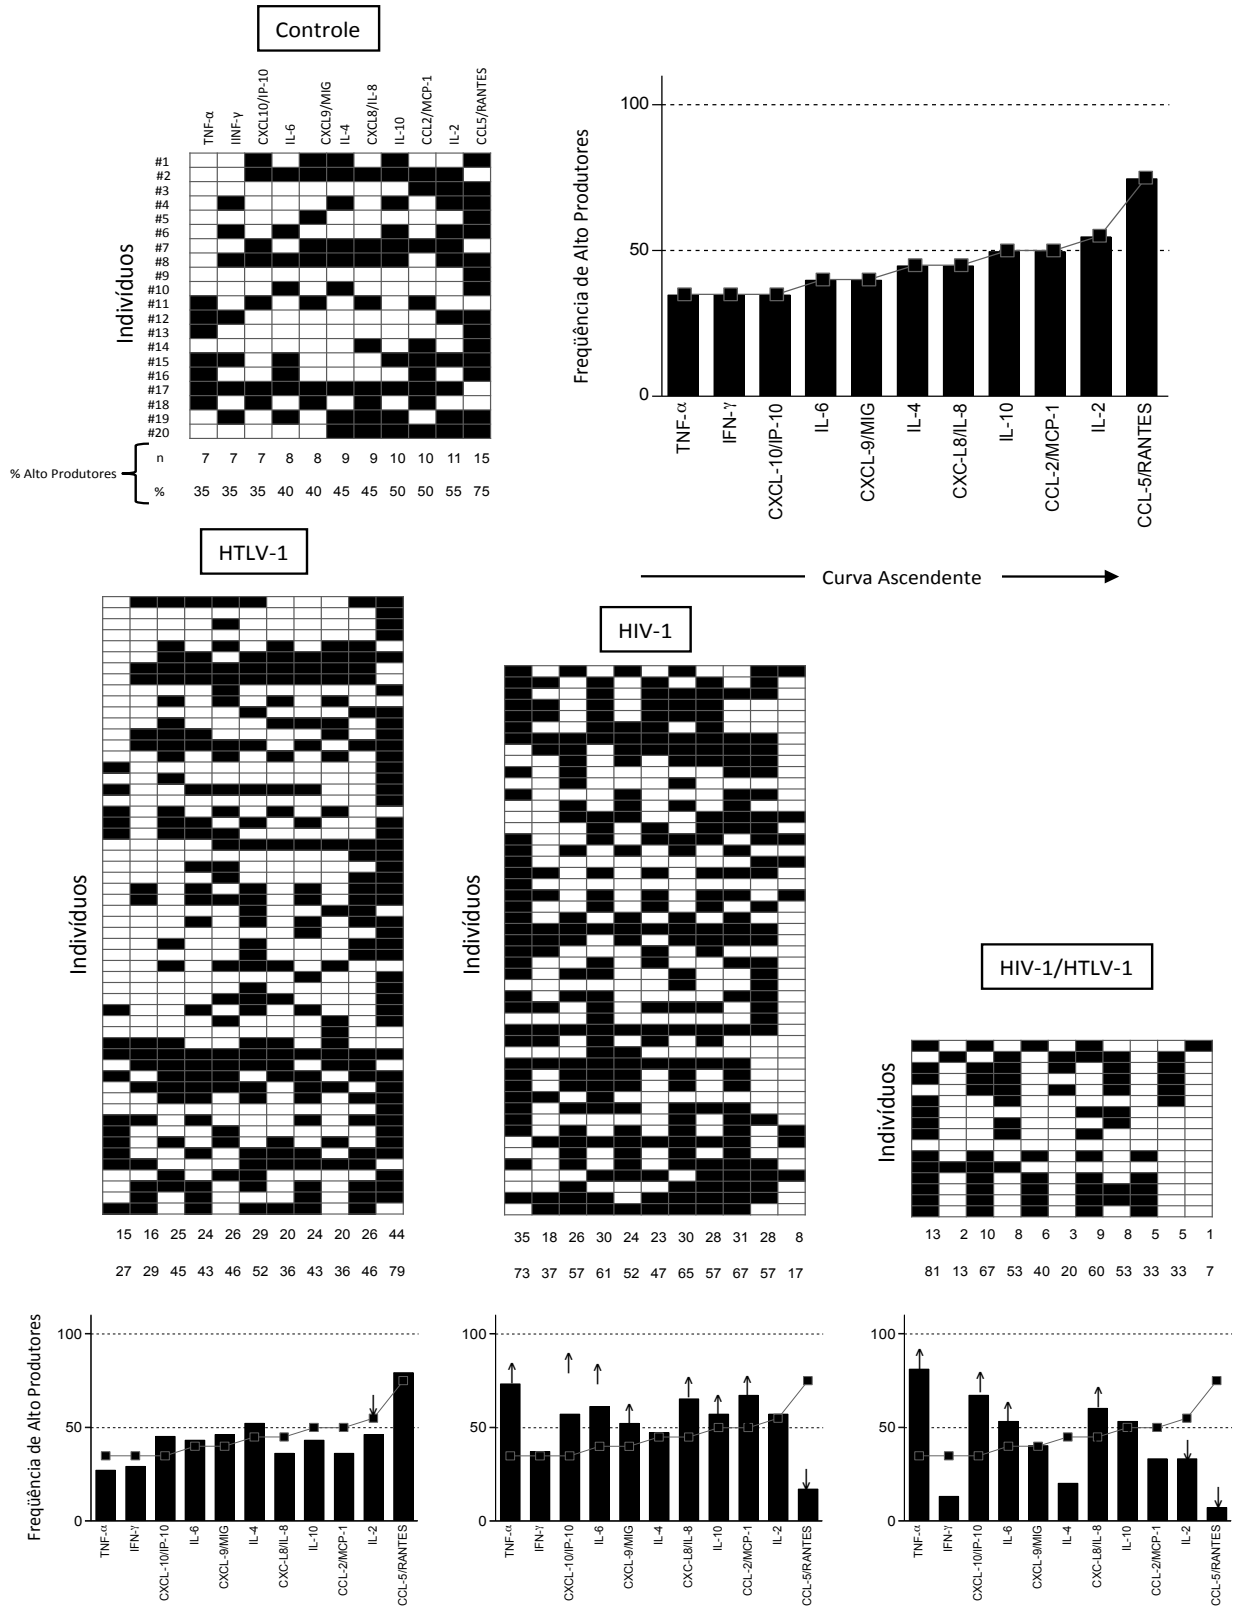 Controle
TNF-α
IINF-γ
CXCL10/IP-10
IL-6
CXCL9/MIG
IL-4
CXCL8/IL-8
IL-10
CCL2/MCP-1
IL-2
CCL5/RANTES
Indivíduos
#1
#2
#3
#4
#5
#6
#7
#8
#9
#10
#11
#12
#13
#14
#15
#16
#17
#18
#19
#20
% Alto Produtores
n 7 7 7 8 8 9 9 10 10 11 15
% 35 35 35 40 40 45 45 50 50 55 75
Freqüência de Alto Produtores
100
50
0
TNF-α
IFN-γ
CXCL-10/IP-10
IL-6
CXCL-9/MIG
IL-4
CXC-L8/IL-8
IL-10
CCL-2/MCP-1
IL-2
CCL-5/RANTES
Curva Ascendente
HTLV-1
Indivíduos
15 16 25 24 26 29 20 24 20 26 44
27 29 45 43 46 52 36 43 36 46 79
HIV-1
Indivíduos
35 18 26 30 24 23 30 28 31 28 8
73 37 57 61 52 47 65 57 67 57 17
HIV-1/HTLV-1
Indivíduos
13 2 10 8 6 3 9 8 5 5 1
81 13 67 53 40 20 60 53 33 33 7
Freqüência de Alto Produtores
100
50
0
TNF-α
IFN-γ
CXCL-10/IP-10
IL-6
CXCL-9/MIG
IL-4
CXC-L8/IL-8
IL-10
CCL-2/MCP-1
IL-2
CCL-5/RANTES
100
50
0
TNF-α
IFN-γ
CXCL-10/IP-10
IL-6
CXCL-9/MIG
IL-4
CXC-L8/IL-8
IL-10
CCL-2/MCP-1
IL-2
CCL-5/RANTES
100
50
0
TNF-α
IFN-γ
CXCL-10/IP-10
IL-6
CXCL-9/MIG
IL-4
CXC-L8/IL-8
IL-10
CCL-2/MCP-1
IL-2
CCL-5/RANTES